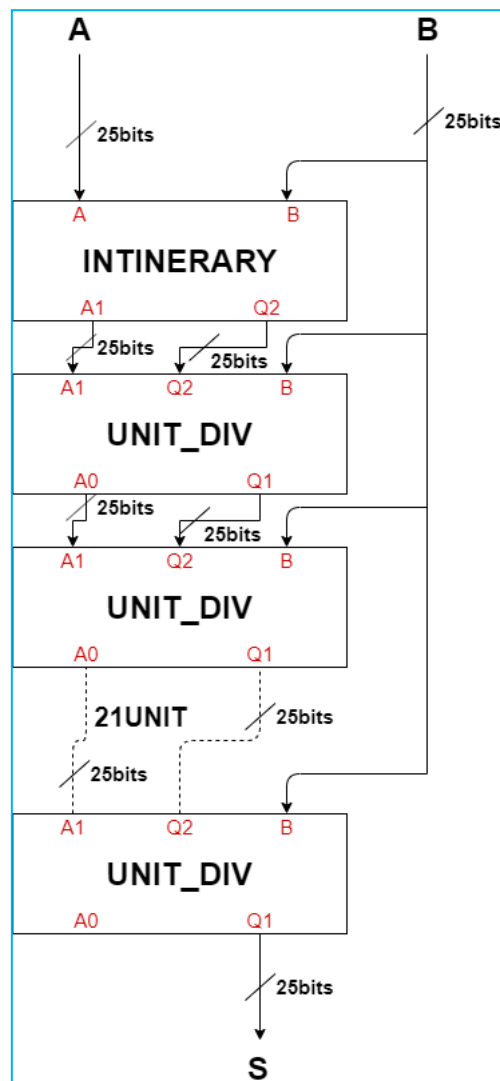 A B
25bits
25bits
A B
INTINERARY
A1 Q2
25bits 25bits
A1 Q2 B
UNIT_DIV
A0 Q1
25bits 25bits
A1 Q2 B
UNIT_DIV
A0 Q1
21UNIT 25bits
25bits
A1 Q2 B
UNIT_DIV
A0 Q1
25bits
S